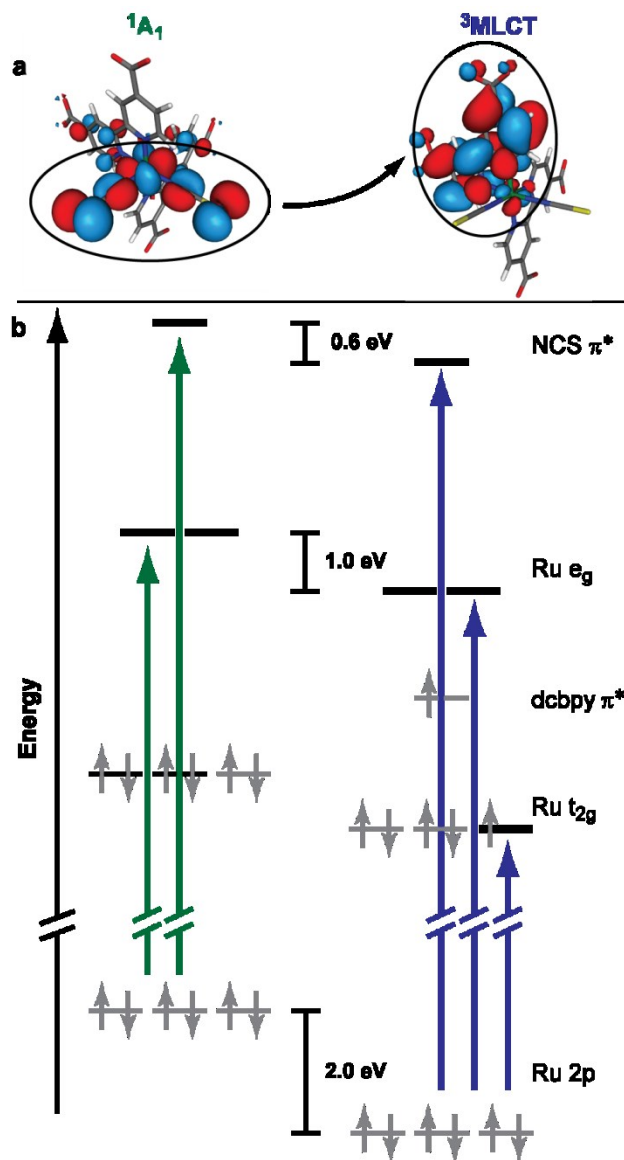 ¹A₁
³MLCT
a
b
0.6 eV
NCS π*
1.0 eV
Ru e_g
Energy
dcbpy π*
Ru t₂g
2.0 eV
Ru 2p